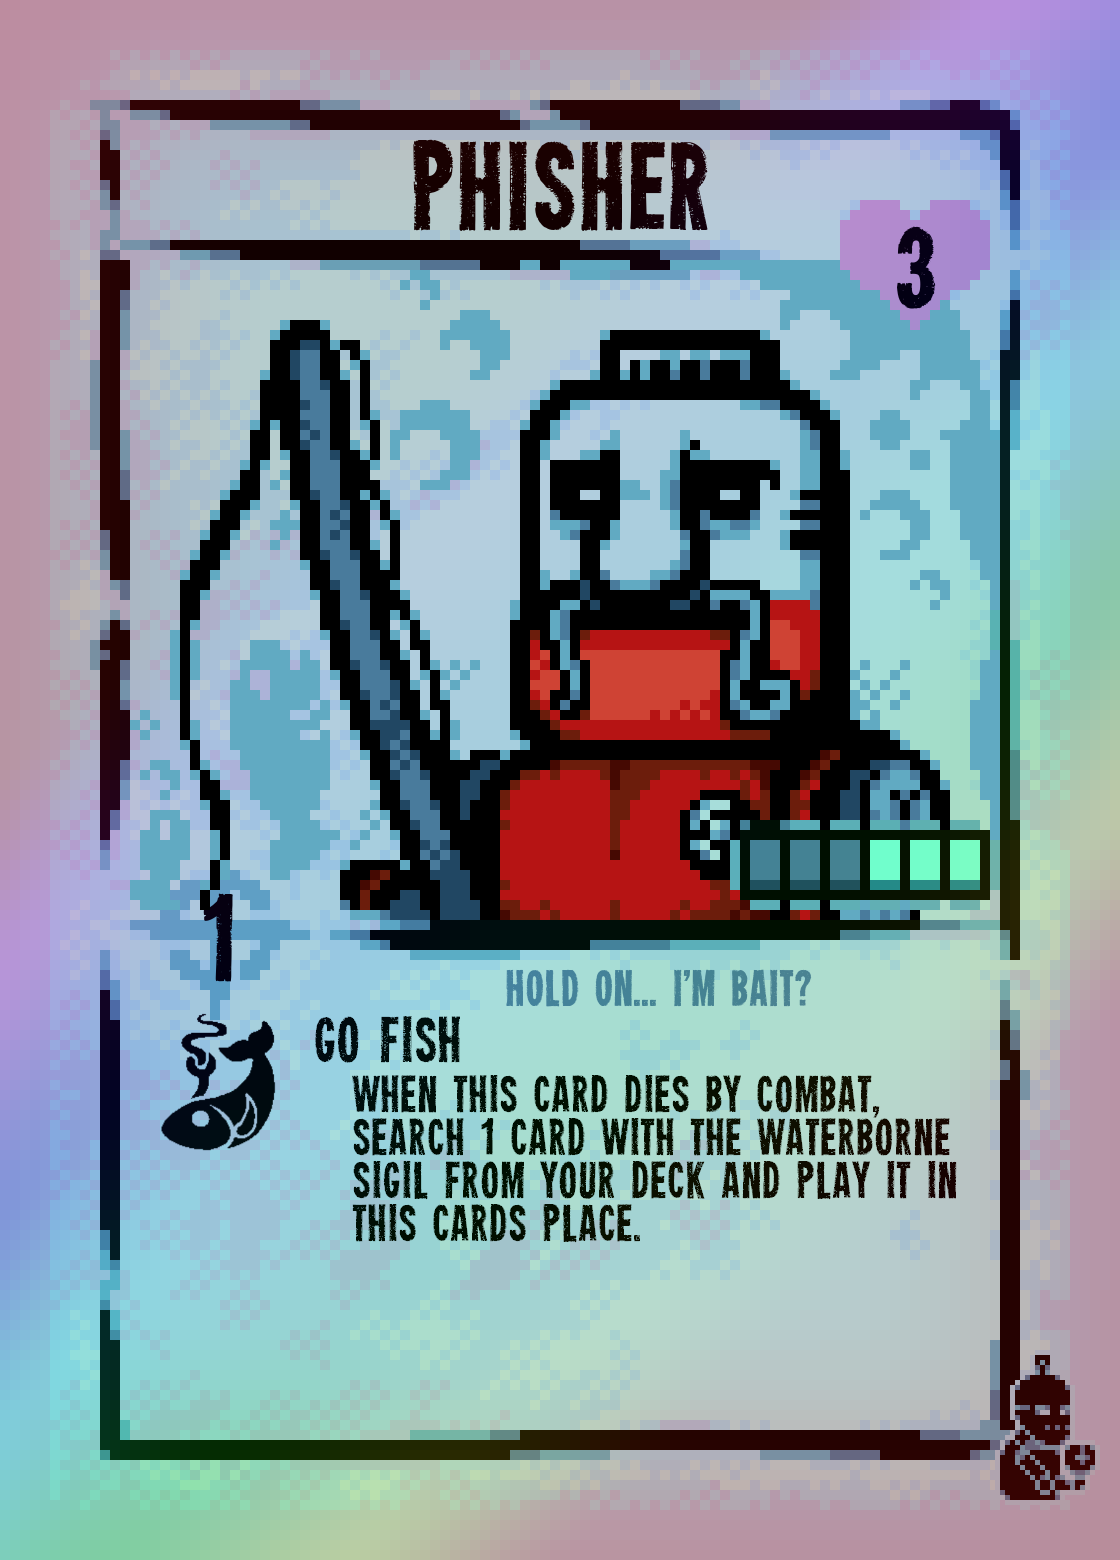 PHISHER
3
1
HOLD ON... I'M BAIT?
GO FISH
WHEN THIS CARD DIES BY COMBAT,
SEARCH 1 CARD WITH THE WATERBORNE
SIGIL FROM YOUR DECK AND PLAY IT IN
THIS CARDS PLACE.